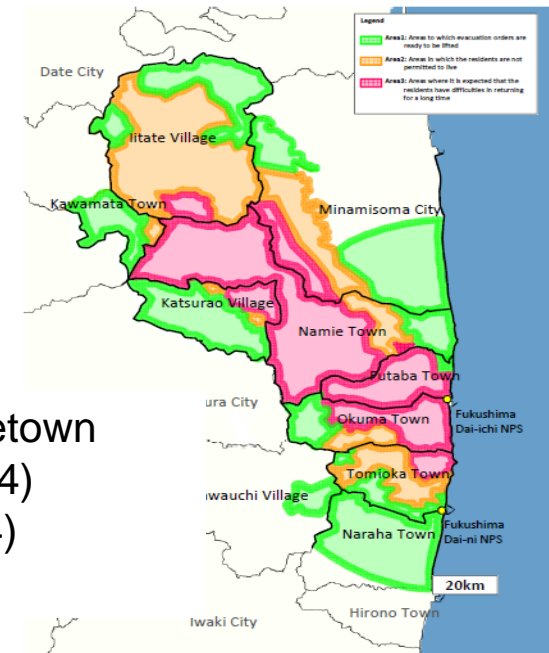 Legend
Area1: Areas to which evacuation orders are
ready to be lifted
Area2: Areas in which the residents are not
permitted to live
Area3: Areas where it is expected that the
residents have difficulties in returning
for a long time
Date City
Iitate Village
Kawamata Town
Minamisoma City
Katsurao Village
Namie Town
Futaba Town
ura City
Okuma Town
Fukushima
Dai-ichi NPS
etown
4)
Tomioka Town
wauchi Village
Naraha Town
Fukushima
Dai-ni NPS
20km
Hirono Town
Iwaki City